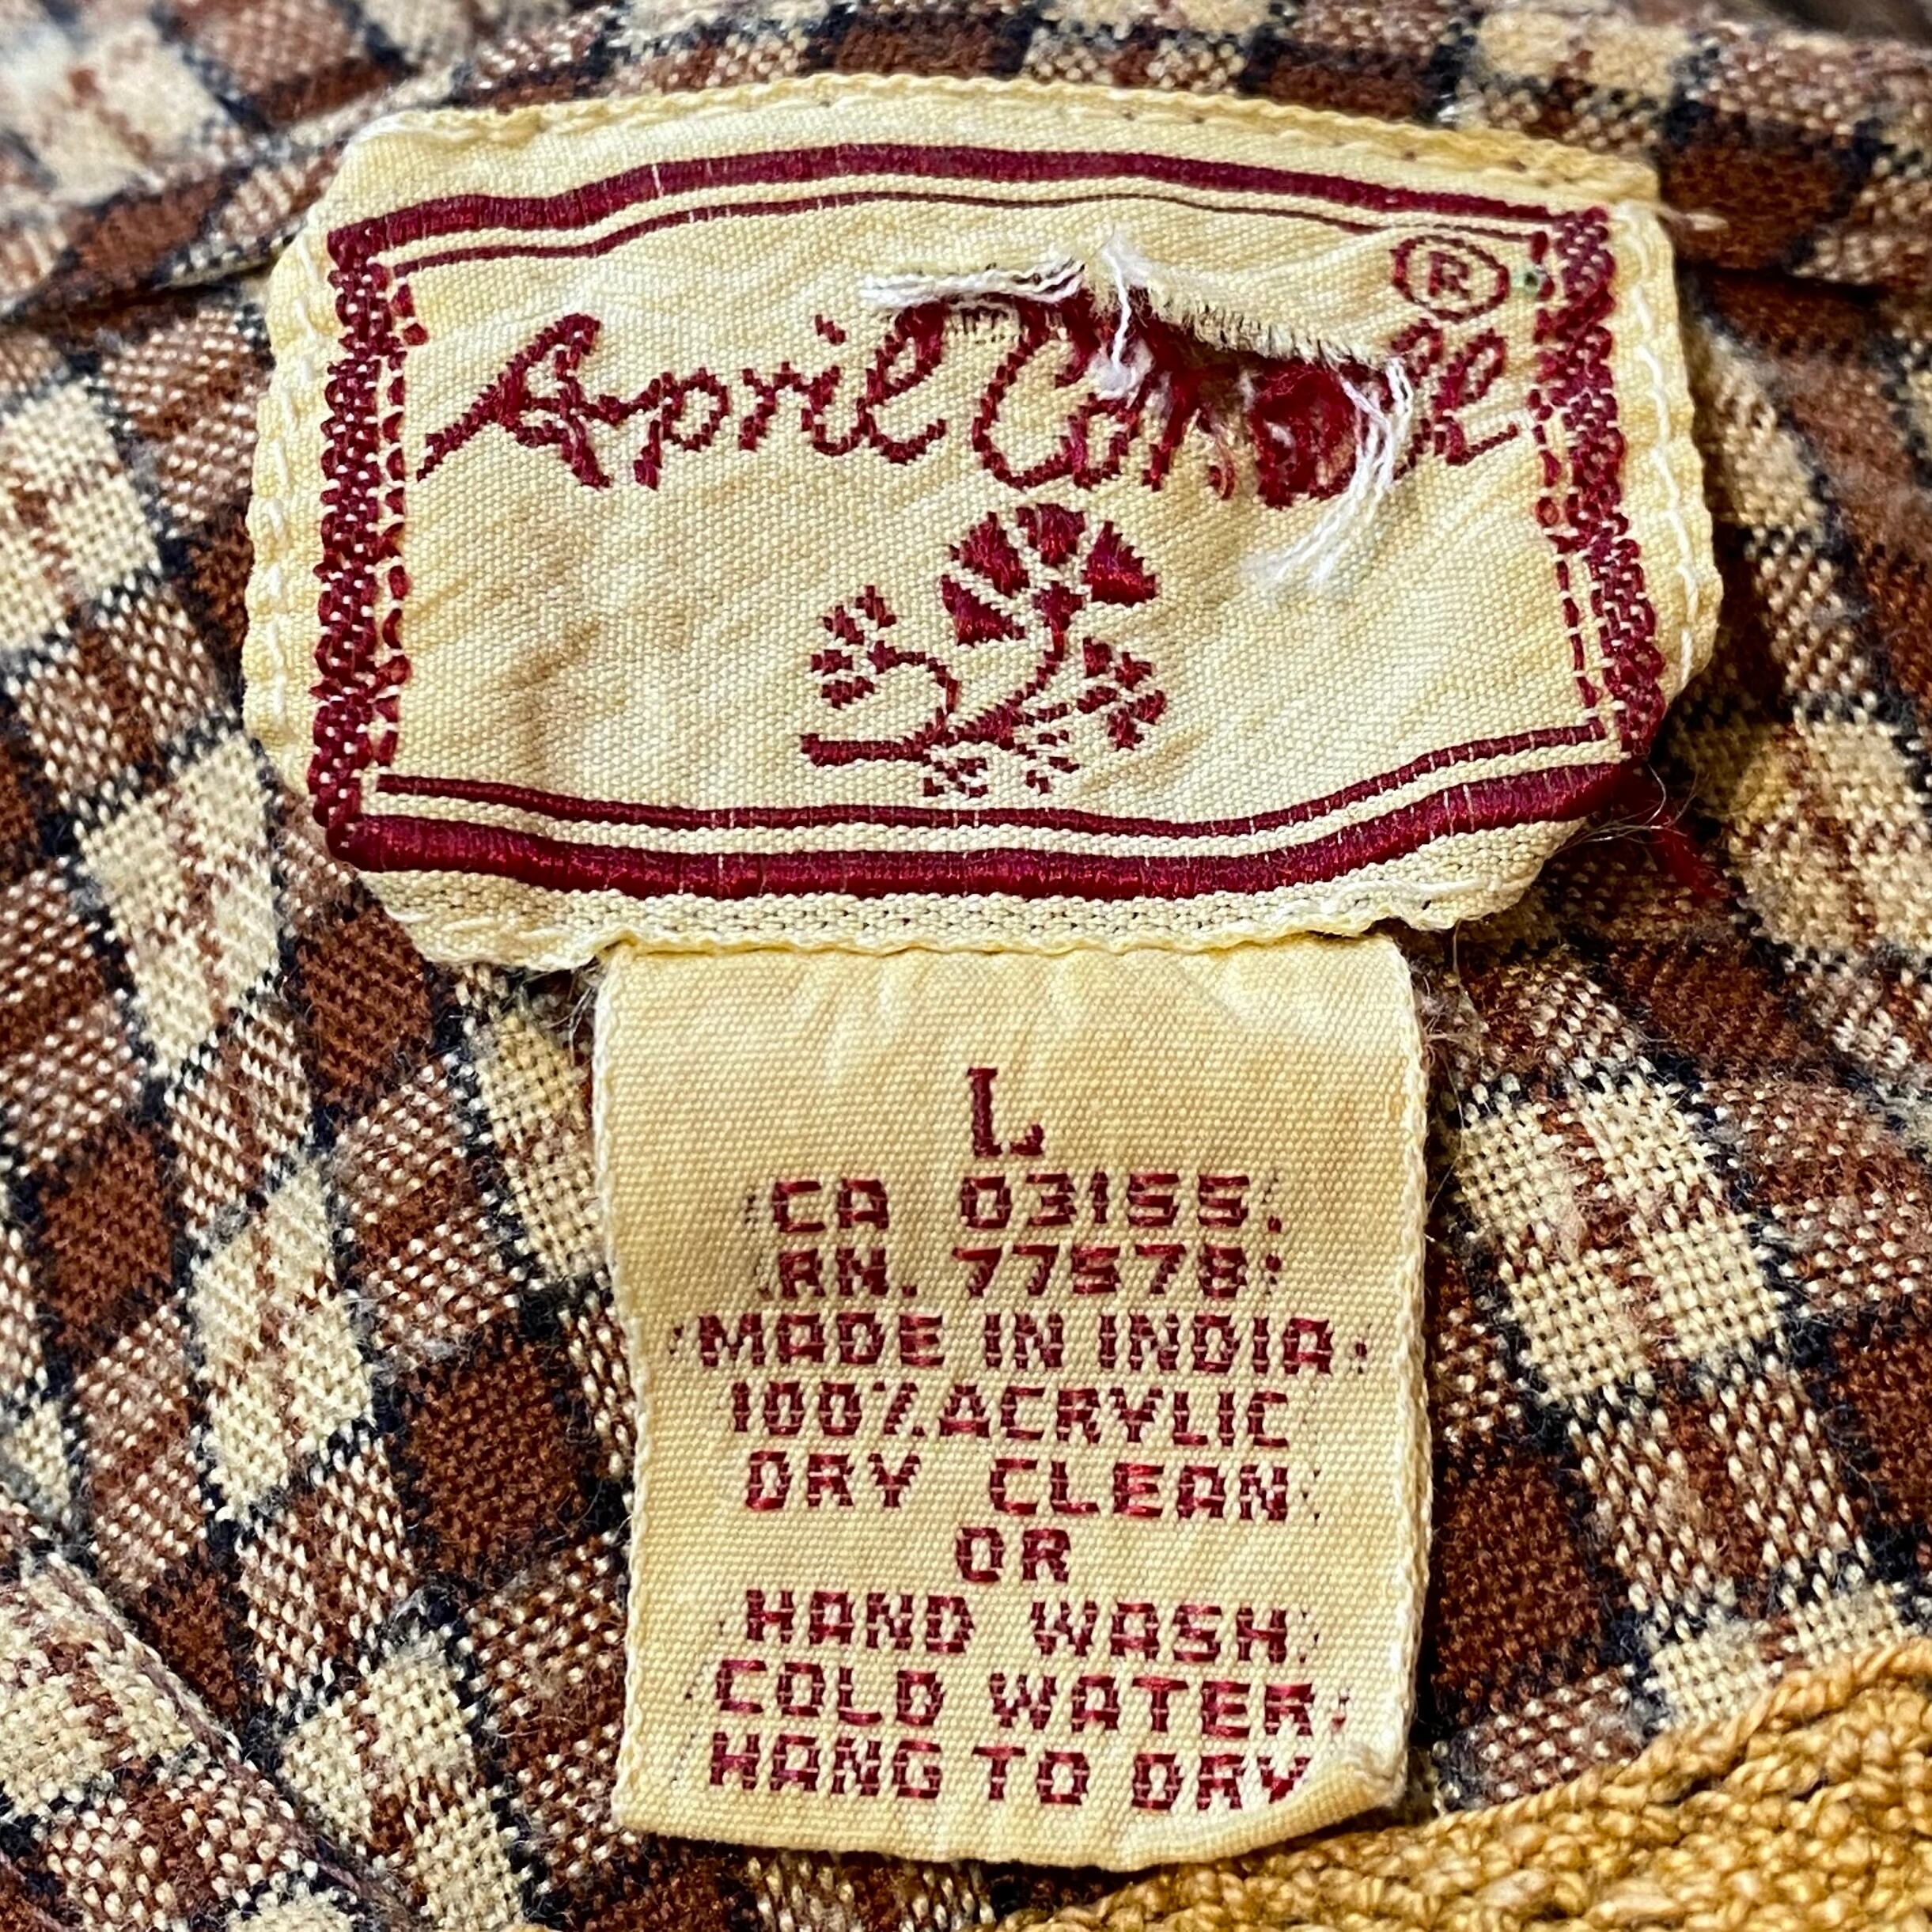 April Cornell ®
L
CA 03155
RN. 77578
MADE IN INDIA
100% ACRYLIC
DRY CLEAN
OR
HAND WASH
COLD WATER
HANG TO DRY